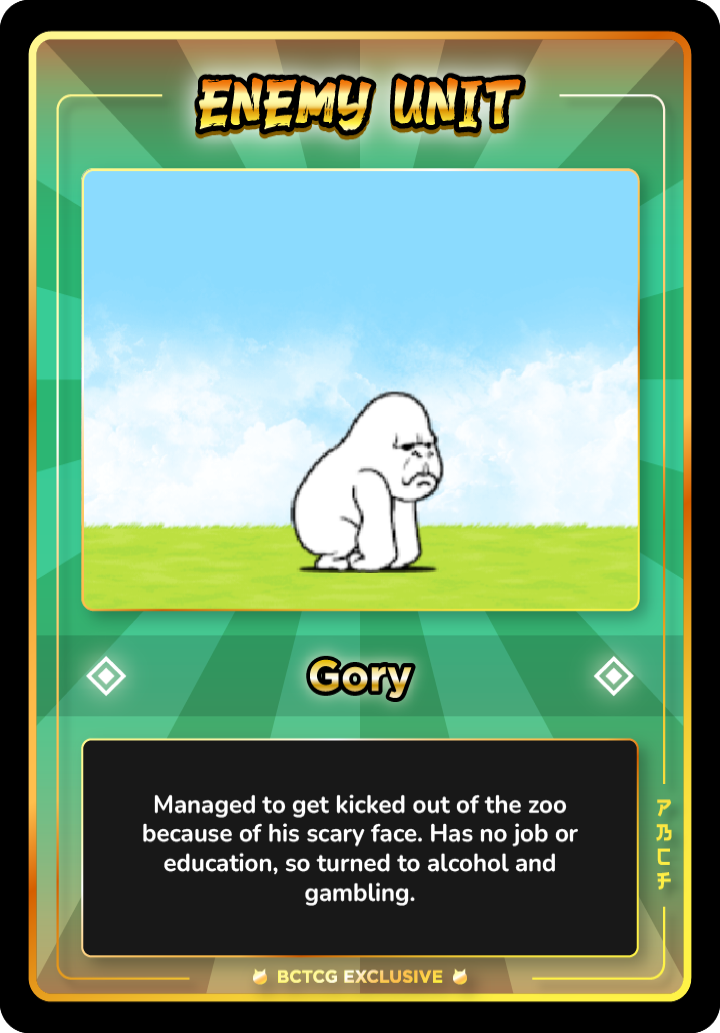 ENEMY UNIT
Gory
Managed to get kicked out of the zoo
because of his scary face. Has no job or
education, so turned to alcohol and
gambling.
BCTCG EXCLUSIVE